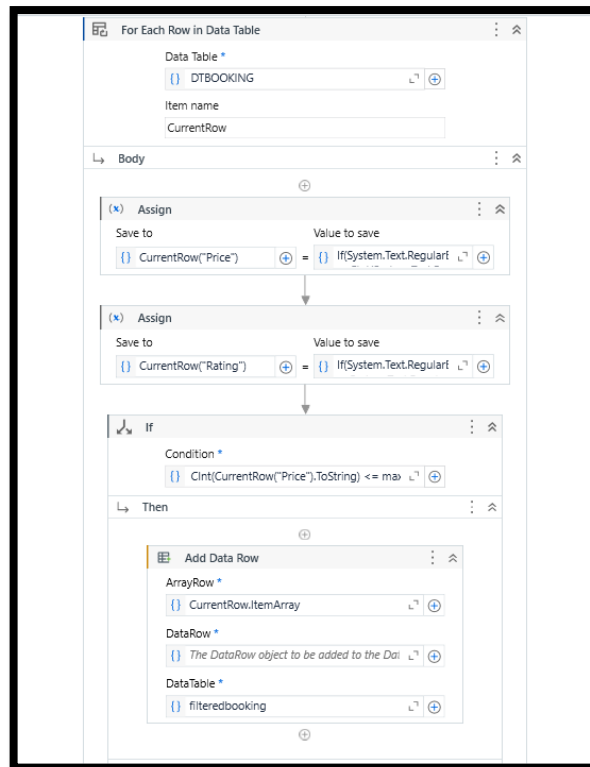 For Each Row in Data Table
Data Table *
{} DTBOOKING
Item name
CurrentRow
Body
(x) Assign
Save to Value to save
{} CurrentRow("Price") = {} If(System.Text.RegularE
(x) Assign
Save to Value to save
{} CurrentRow("Rating") = {} If(System.Text.RegularE
If
Condition *
{} CInt(CurrentRow("Price").ToString) <= max
Then
Add Data Row
ArrayRow *
{} CurrentRow.ItemArray
DataRow *
{} The DataRow object to be added to the Dat
DataTable *
{} filteredbooking